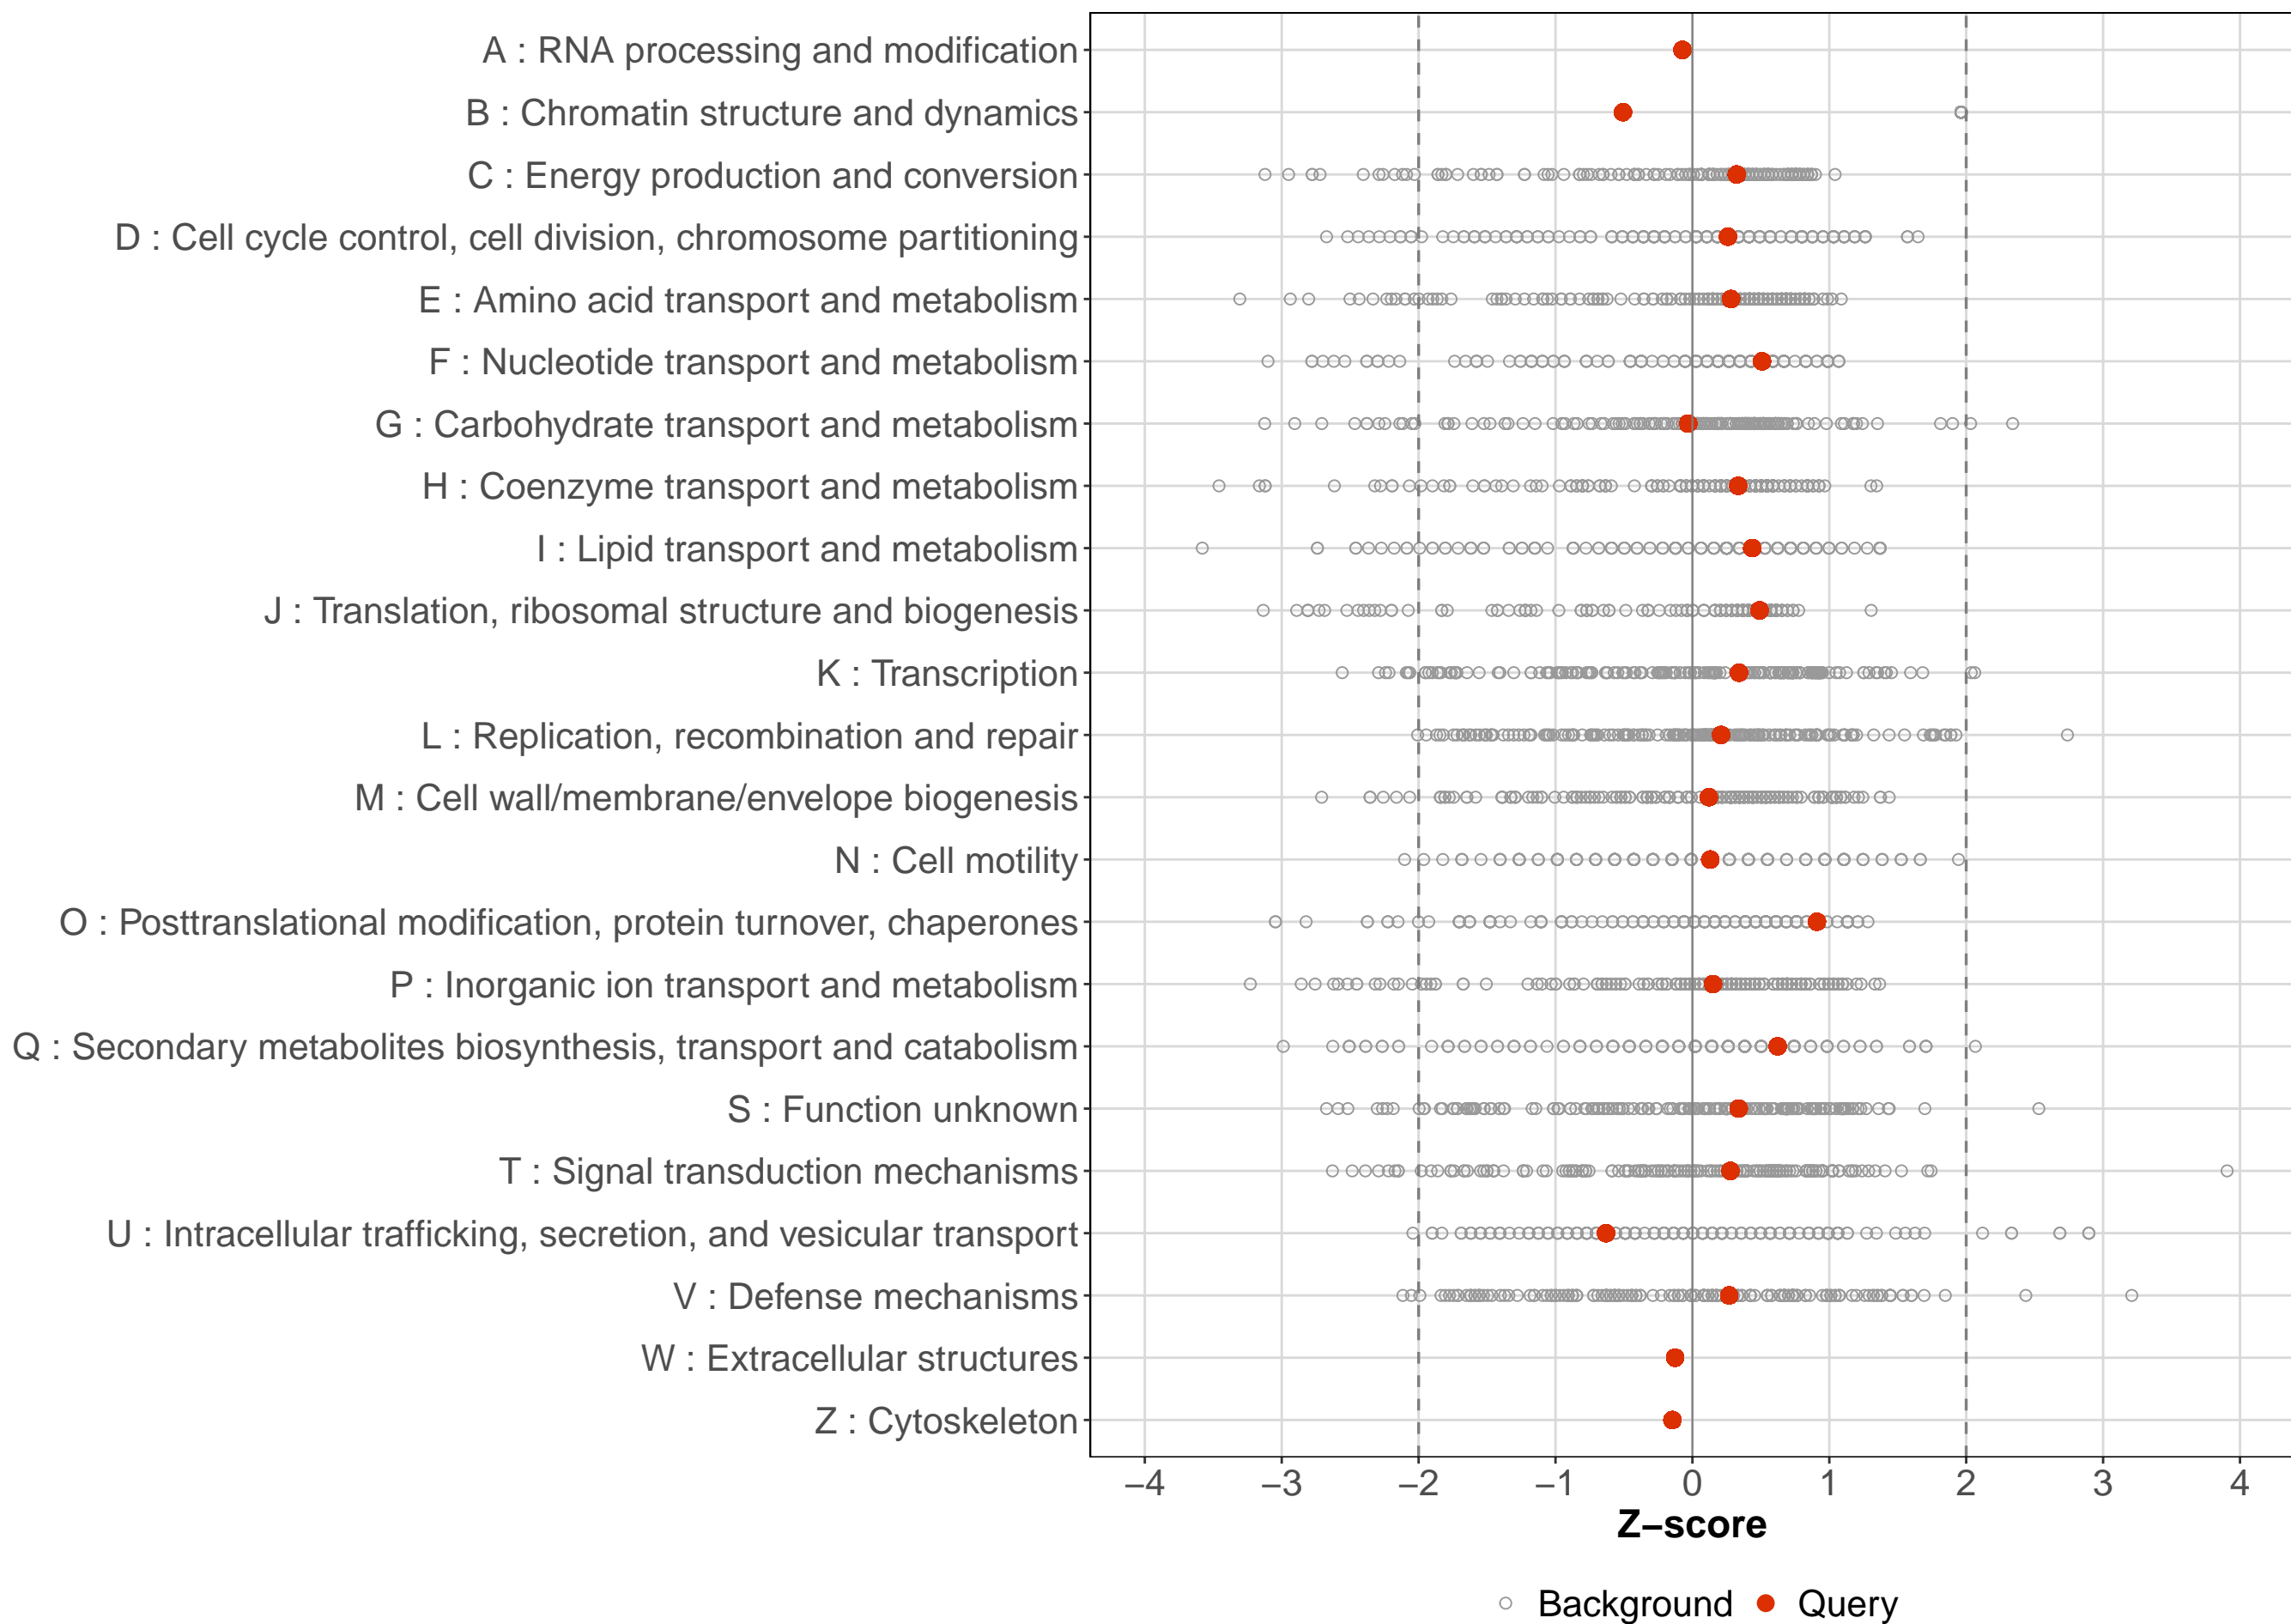 A : RNA processing and modification
B : Chromatin structure and dynamics
C : Energy production and conversion
D : Cell cycle control, cell division, chromosome partitioning
E : Amino acid transport and metabolism
F : Nucleotide transport and metabolism
G : Carbohydrate transport and metabolism
H : Coenzyme transport and metabolism
I : Lipid transport and metabolism
J : Translation, ribosomal structure and biogenesis
K : Transcription
L : Replication, recombination and repair
M : Cell wall/membrane/envelope biogenesis
N : Cell motility
O : Posttranslational modification, protein turnover, chaperones
P : Inorganic ion transport and metabolism
Q : Secondary metabolites biosynthesis, transport and catabolism
S : Function unknown
T : Signal transduction mechanisms
U : Intracellular trafficking, secretion, and vesicular transport
V : Defense mechanisms
W : Extracellular structures
Z : Cytoskeleton
−4 −3 −2 −1 0 1 2 3 4
Z−score
Background Query